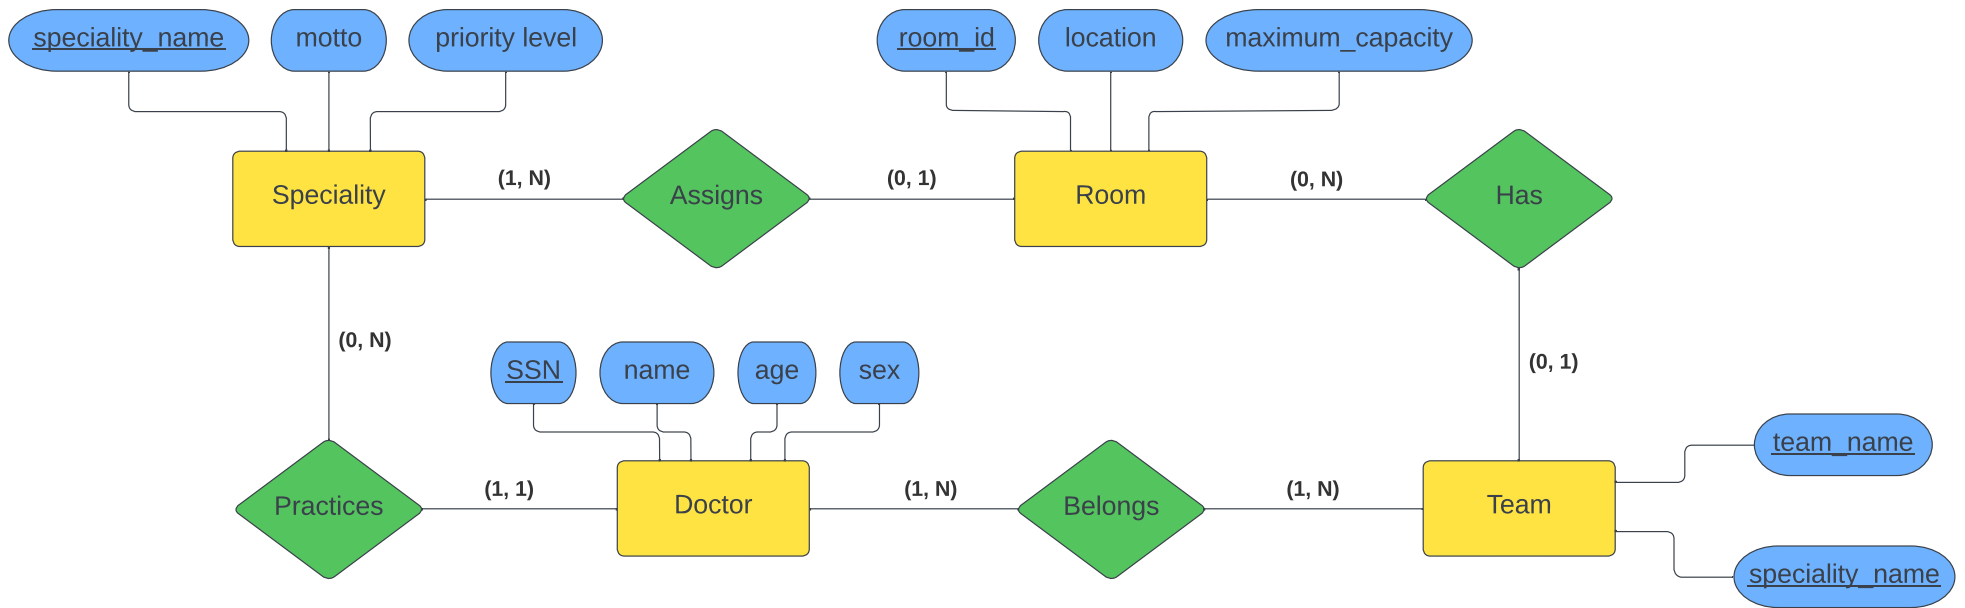 speciality_name
motto
priority level
room_id
location
maximum_capacity
Speciality
(1, N)
Assigns
(0, 1)
Room
(0, N)
Has
(0, N)
(0, 1)
SSN
name
age
sex
team_name
Practices
(1, 1)
Doctor
(1, N)
Belongs
(1, N)
Team
speciality_name